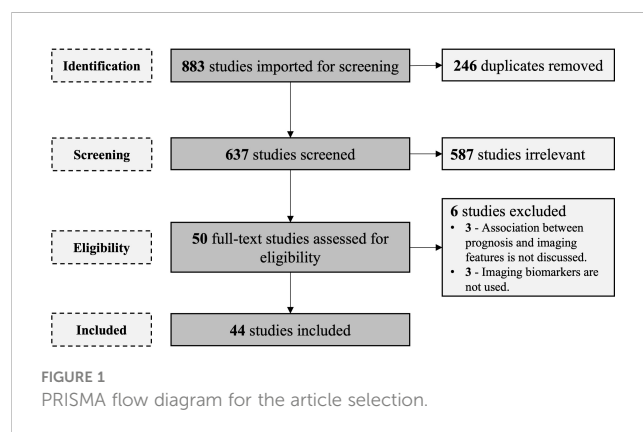 Identification
883 studies imported for screening
246 duplicates removed
Screening
637 studies screened
587 studies irrelevant
Eligibility
50 full-text studies assessed for
eligibility
6 studies excluded
• 3 - Association between
prognosis and imaging
features is not discussed.
• 3 - Imaging biomarkers are
not used.
Included
44 studies included
FIGURE 1
PRISMA flow diagram for the article selection.